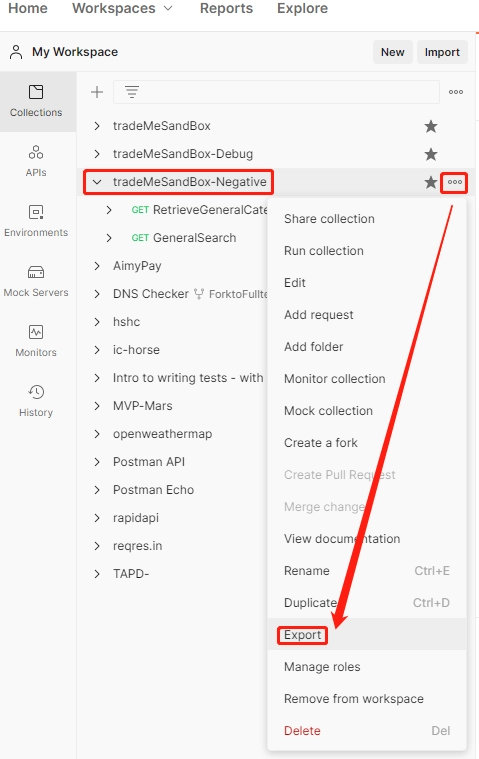 Home Workspaces Reports Explore
My Workspace New Import
Collections
APIs
Environments
Mock Servers
Monitors
History
tradeMeSandBox
tradeMeSandBox-Debug
tradeMeSandBox-Negative
GET RetrieveGeneralCate
GET GeneralSearch
AimyPay
DNS Checker ForktoFullte
hshc
ic-horse
Intro to writing tests - with
MVP-Mars
openweathermap
Postman API
Postman Echo
rapidapi
reqres.in
TAPD-
Share collection
Run collection
Edit
Add request
Add folder
Monitor collection
Mock collection
Create a fork
Create Pull Request
Merge changes
View documentation
Rename Ctrl+E
Duplicate Ctrl+D
Export
Manage roles
Remove from workspace
Delete Del